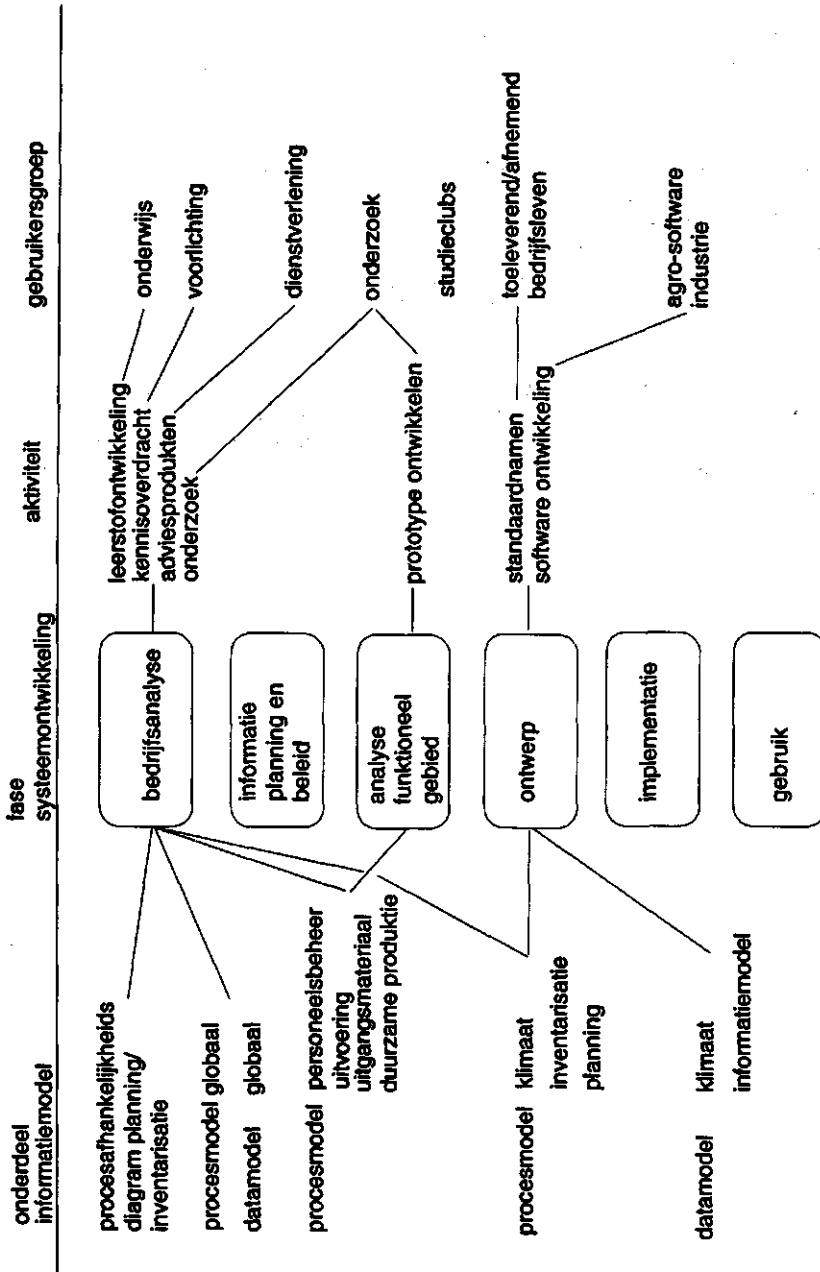 onderdeel
informatiemodel
fase
systeemontwikkeling
aktiviteit
gebruikersgroep
procesafhankelijkheids
diagram planning/
inventarisatie
procesmodel globaal
datamodel globaal
procesmodel personeelsbeheer
uitvoering
uitgangsmateriaal
duurzame produktie
procesmodel klimaat
inventarisatie
planning
datamodel klimaat
informatiemodel
bedrijfsanalyse
informatie
planning en
beleid
analyse
funktioneel
gebied
ontwerp
implementatie
gebruik
leerstofontwikkeling
kennisoverdracht
adviesprodukten
onderzoek
prototype ontwikkelen
standaardnamen
software ontwikkeling
onderwijs
voorlichting
dienstverlening
onderzoek
studieclubs
toeleverend/afnemend
bedrijfsleven
agro-software
industrie